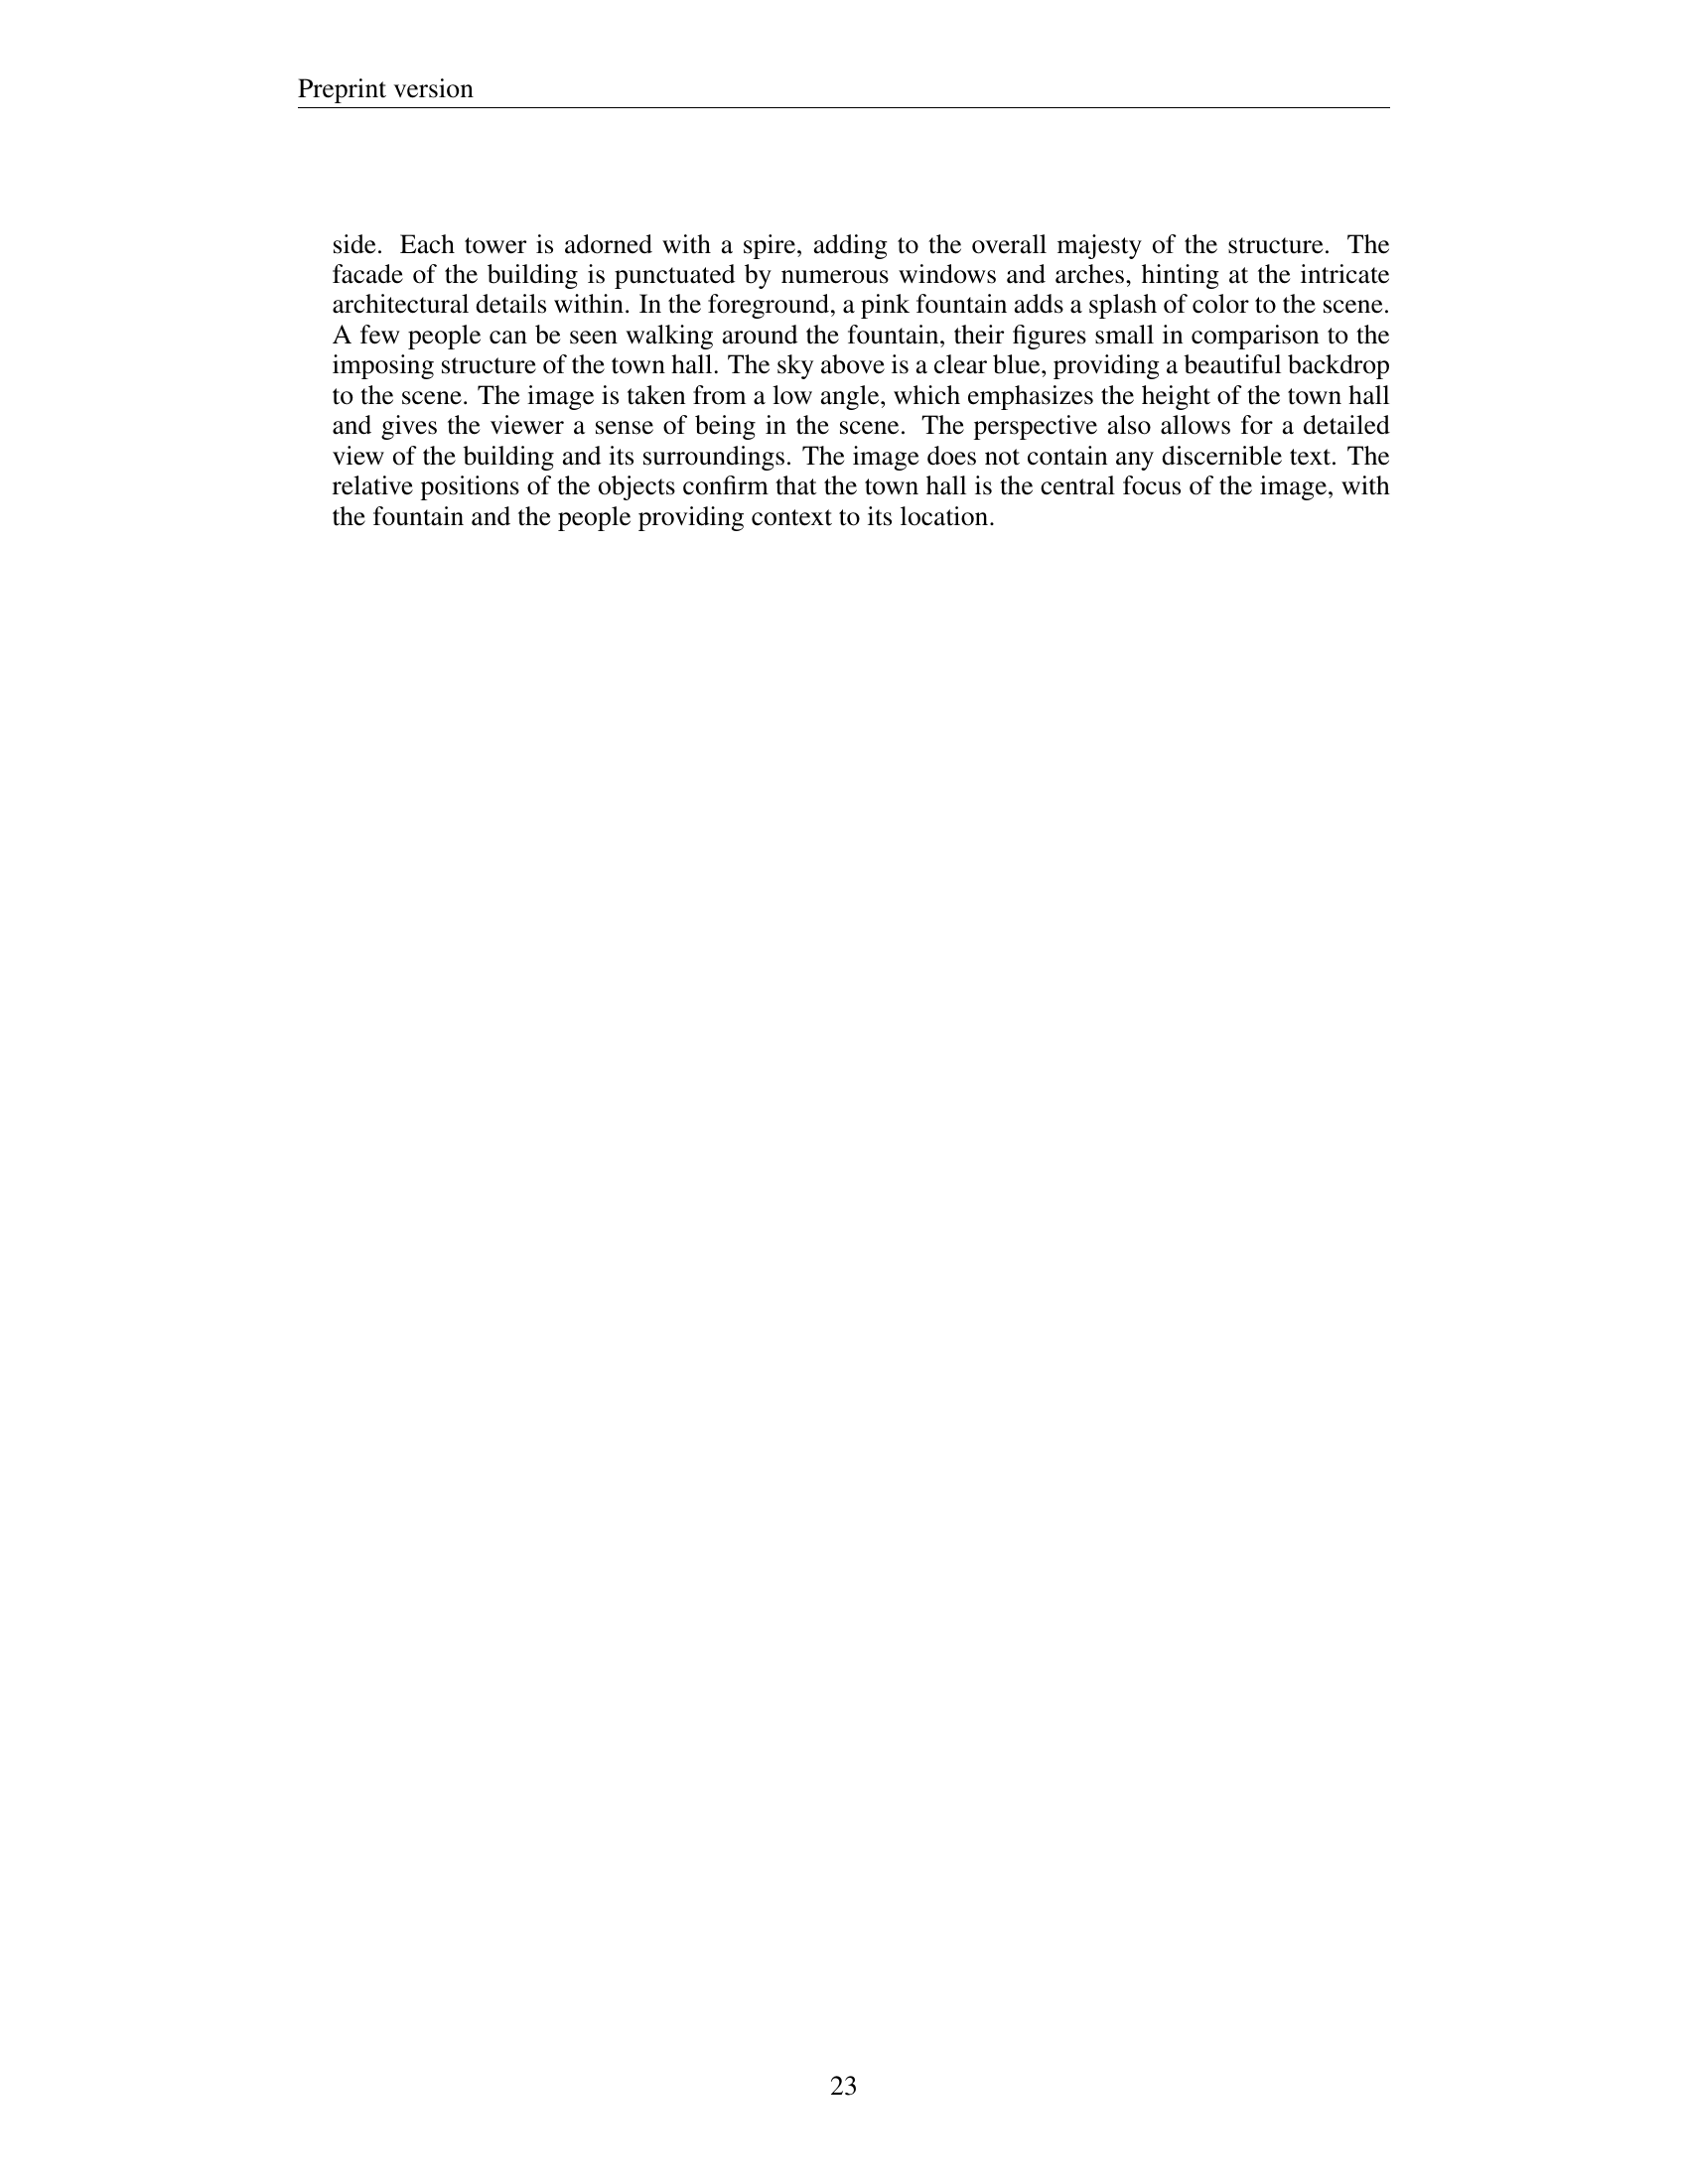 Preprint version
side. Each tower is adorned with a spire, adding to the overall majesty of the structure. The
facade of the building is punctuated by numerous windows and arches, hinting at the intricate
architectural details within. In the foreground, a pink fountain adds a splash of color to the scene.
A few people can be seen walking around the fountain, their figures small in comparison to the
imposing structure of the town hall. The sky above is a clear blue, providing a beautiful backdrop
to the scene. The image is taken from a low angle, which emphasizes the height of the town hall
and gives the viewer a sense of being in the scene. The perspective also allows for a detailed
view of the building and its surroundings. The image does not contain any discernible text. The
relative positions of the objects confirm that the town hall is the central focus of the image, with
the fountain and the people providing context to its location.
23